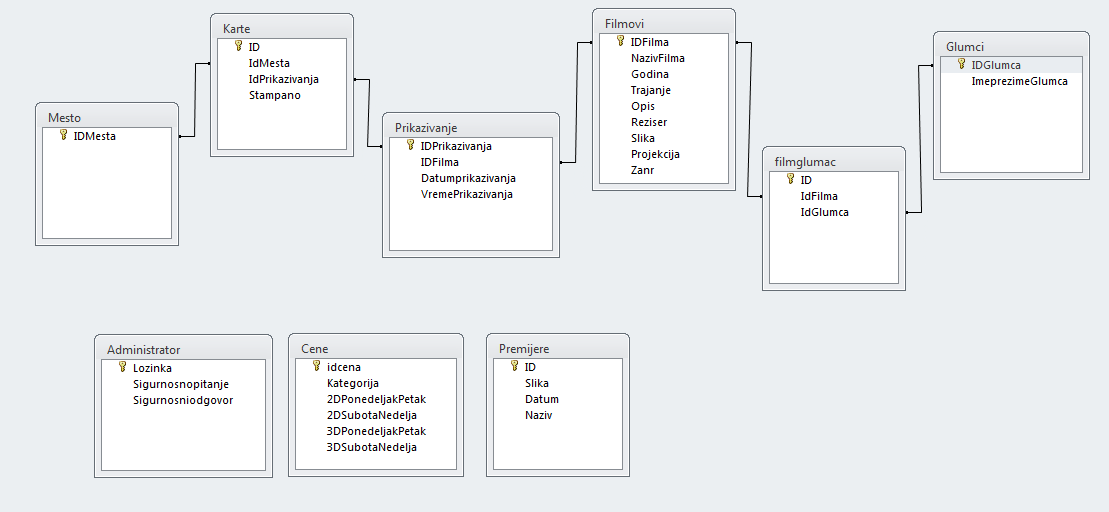 Mesto
IDMesta
Karte
ID
IdMesta
IdPrikazivanja
Stampano
Prikazivanje
IDPrikazivanja
IDFilma
Datumprikazivanja
VremePrikazivanja
Filmovi
IDFilma
NazivFilma
Godina
Trajanje
Opis
Reziser
Slika
Projekcija
Zanr
filmglumac
ID
IdFilma
IdGlumca
Glumci
IDGlumca
ImeprezimeGlumca
Administrator
Lozinka
Sigurnosnopitanje
Sigurnosniodgovor
Cene
idcena
Kategorija
2DPonedeljakPetak
2DSubotaNedelja
3DPonedeljakPetak
3DSubotaNedelja
Premijere
ID
Slika
Datum
Naziv